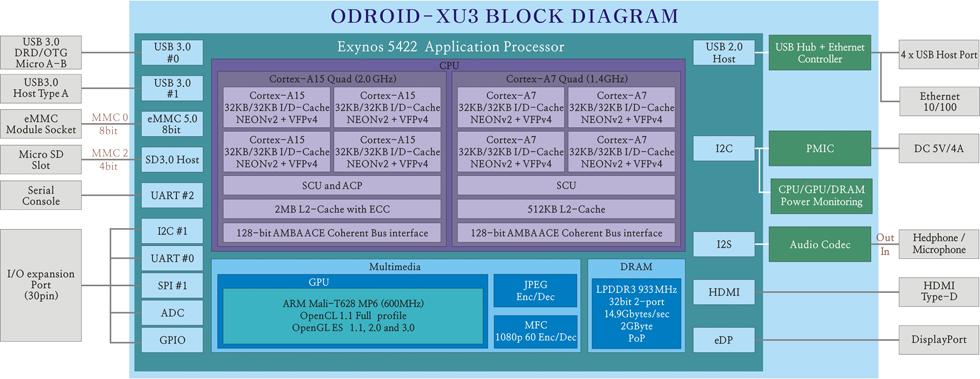 ODROID-XU3 BLOCK DIAGRAM
Exynos 5422 Application Processor
USB 3.0
DRD/OTG
Micro A-B
USB3.0
Host Type A
eMMC
Module Socket
Micro SD
Slot
Serial
Console
I/O expansion
Port
(30pin)
MMC 0
8bit
MMC 2
4bit
USB 3.0
#0
USB 3.0
#1
eMMC 5.0
8bit
SD3.0 Host
UART #2
I2C #1
UART#0
SPI #1
ADC
GPIO
CPU
Cortex-A15 Quad (2.0 GHz)
Cortex-A15
32KB/32KB I/D-Cache
NEONv2 + VFPv4
Cortex-A15
32KB/32KB I/D-Cache
NEONv2 + VFPv4
Cortex-A15
32KB/32KB I/D-Cache
NEONv2 + VFPv4
Cortex-A15
32KB/32KB I/D-Cache
NEONv2 + VFPv4
SCU and ACP
2MB L2-Cache with ECC
128-bit AMBAACE Coherent Bus interface
Cortex-A7 Quad (1.4GHz)
Cortex-A7
32KB/32KB I/D-Cache
NEONv2 + VFPv4
Cortex-A7
32KB/32KB I/D-Cache
NEONv2 + VFPv4
Cortex-A7
32KB/32KB I/D-Cache
NEONv2 + VFPv4
Cortex-A7
32KB/32KB I/D-Cache
NEONv2 + VFPv4
SCU
512KB L2-Cache
128-bit AMBAACE Coherent Bus interface
Multimedia
GPU
ARM Mali-T628 MP6 (600MHz)
OpenCL 1.1 Full profile
OpenGL ES 1.1, 2.0 and 3.0
JPEG
Enc/Dec
MFC
1080p 60 Enc/Dec
DRAM
LPDDR3 933MHz
32bit 2-port
14.9Gbytes/sec
2GByte
PoP
USB 2.0
Host
I2C
I2S
HDMI
eDP
USB Hub + Ethernet
Controller
PMIC
CPU/GPU/DRAM
Power Monitoring
Audio Codec
Out
In
4 x USB Host Port
Ethernet
10/100
DC 5V/4A
Hedphone /
Microphone
HDMI
Type-D
DisplayPort